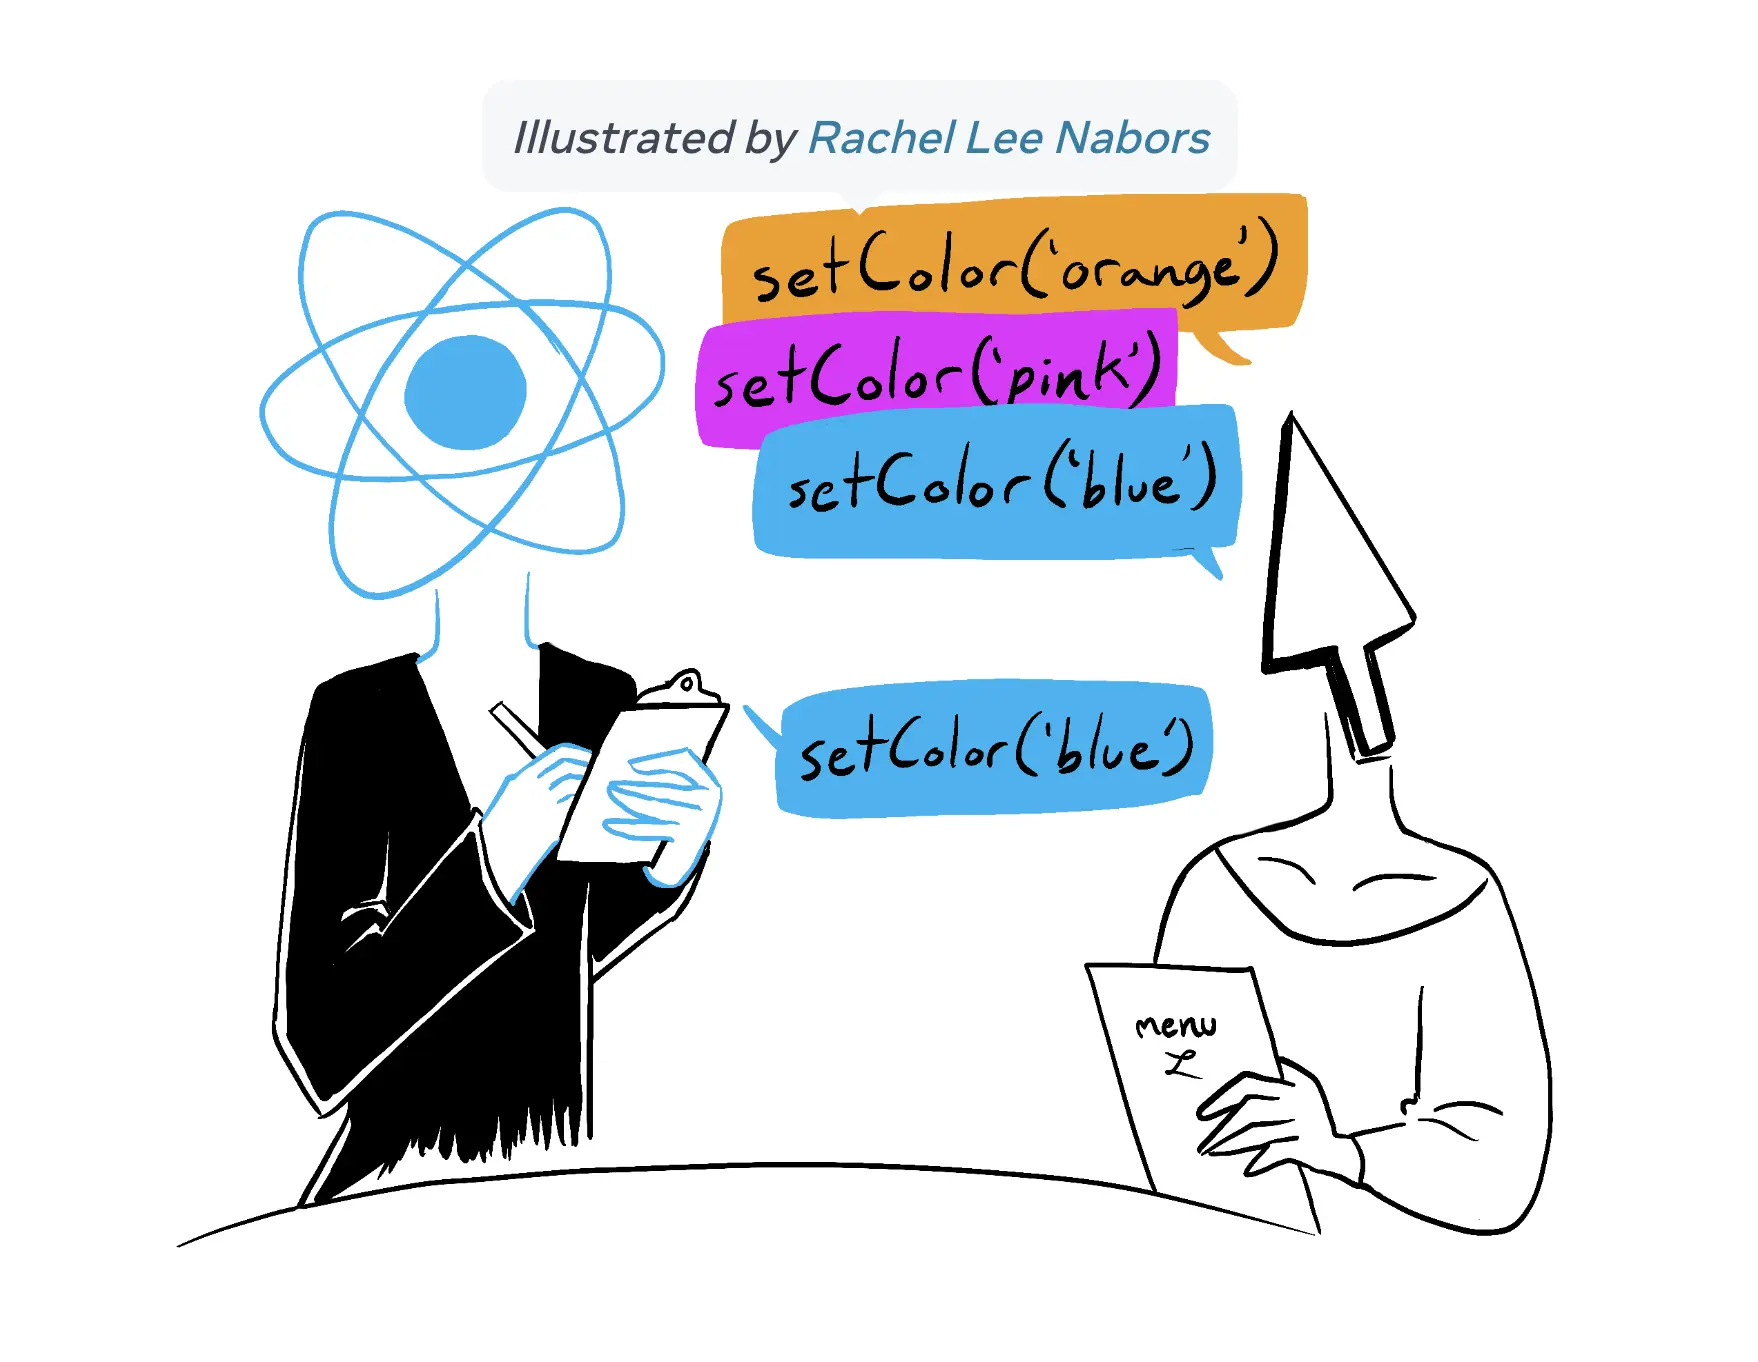 Illustrated by Rachel Lee Nabors
setColor('orange')
setColor('pink')
setColor('blue')
setColor('blue')
menu